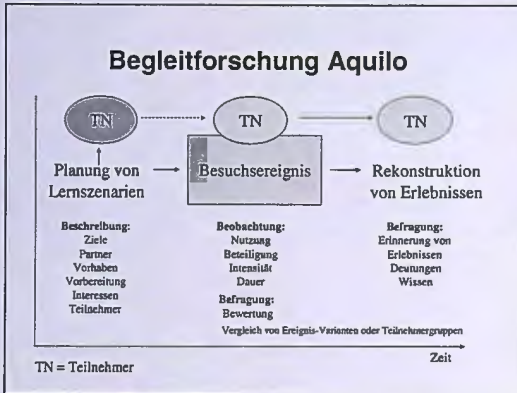 Begleitforschung Aquilo
TN
TN
TN
Planung von
Lernszenarien
Besuchsereignis
Rekonstruktion
von Erlebnissen
Beschreibung:
Ziele
Partner
Vorhaben
Vorbereitung
Interessen
Teilnehmer
Beobachtung:
Nutzung
Beteiligung
Intensität
Dauer
Befragung:
Bewertung
Befragung:
Erinnerung von
Erlebnissen
Deutungen
Wissen
Vergleich von Ereignis-Varianten oder Teilnehmergruppen
Zeit
TN = Teilnehmer